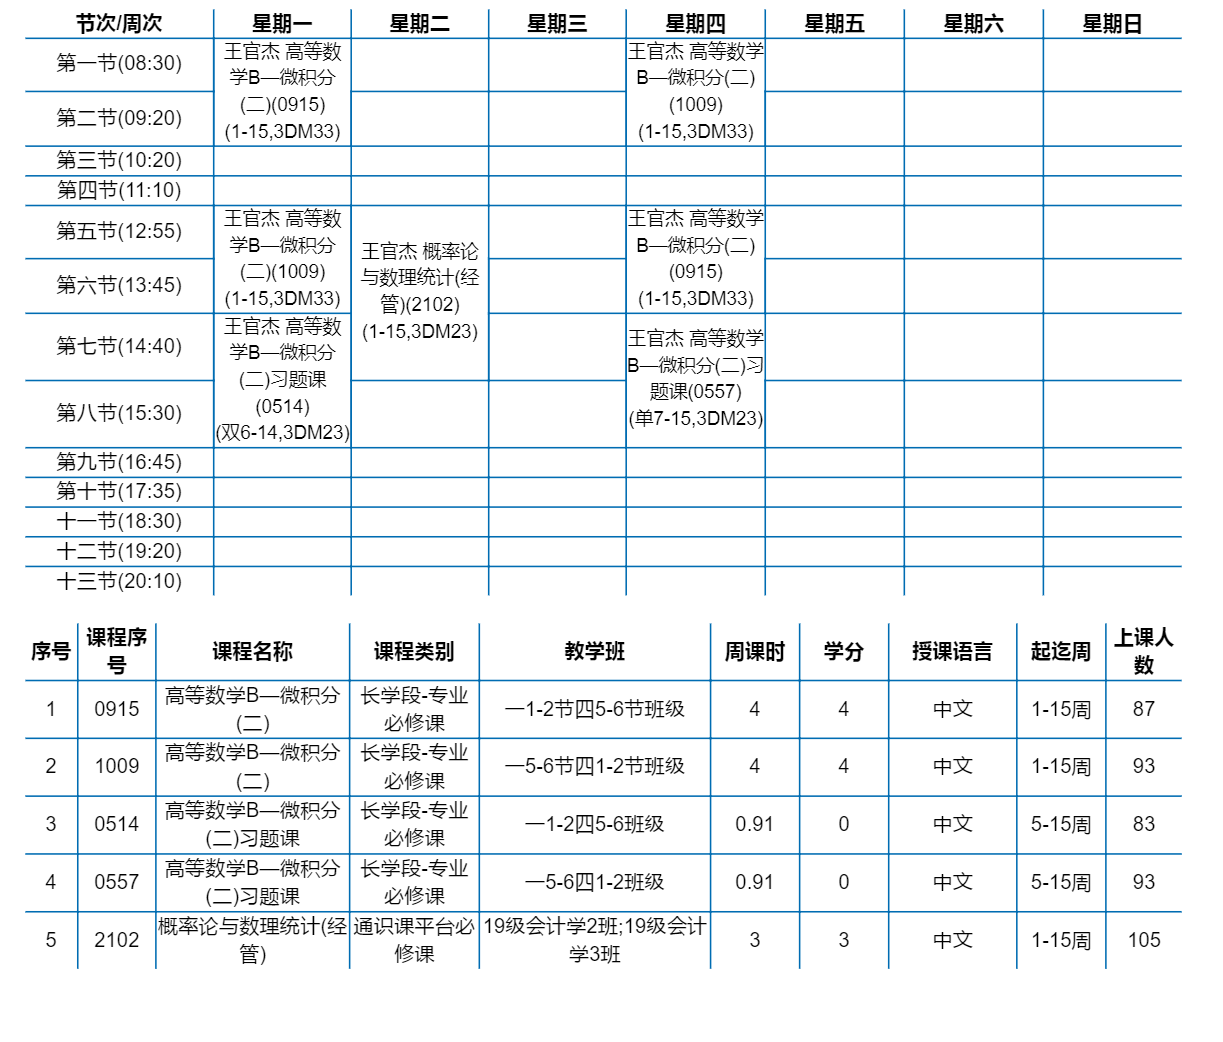 节次/周次 星期一 星期二 星期三 星期四 星期五 星期六 星期日
第一节(08:30)
王官杰 高等数
学B—微积分
(二)(0915)
(1-15,3DM33)
王官杰 高等数学
B—微积分(二)
(1009)
(1-15,3DM33)
第二节(09:20)
第三节(10:20)
第四节(11:10)
第五节(12:55)
王官杰 高等数
学B—微积分
(二)(1009)
(1-15,3DM33)
王官杰 概率论
与数理统计(经
管)(2102)
(1-15,3DM23)
王官杰 高等数学
B—微积分(二)
(0915)
(1-15,3DM33)
第六节(13:45)
第七节(14:40)
王官杰 高等数
学B—微积分
(二)习题课
(0514)
(双6-14,3DM23)
王官杰 高等数学
B—微积分(二)习
题课(0557)
(单7-15,3DM23)
第八节(15:30)
第九节(16:45)
第十节(17:35)
十一节(18:30)
十二节(19:20)
十三节(20:10)
序号 课程序
号 课程名称 课程类别 教学班 周课时 学分 授课语言 起迄周 上课人
数
1 0915 高等数学B—微积分
(二) 长学段-专业
必修课 一1-2节四5-6节班级 4 4 中文 1-15周 87
2 1009 高等数学B—微积分
(二) 长学段-专业
必修课 一5-6节四1-2节班级 4 4 中文 1-15周 93
3 0514 高等数学B—微积分
(二)习题课 长学段-专业
必修课 一1-2四5-6班级 0.91 0 中文 5-15周 83
4 0557 高等数学B—微积分
(二)习题课 长学段-专业
必修课 一5-6四1-2班级 0.91 0 中文 5-15周 93
5 2102 概率论与数理统计(经
管) 通识课平台必
修课 19级会计学2班;19级会计
学3班 3 3 中文 1-15周 105